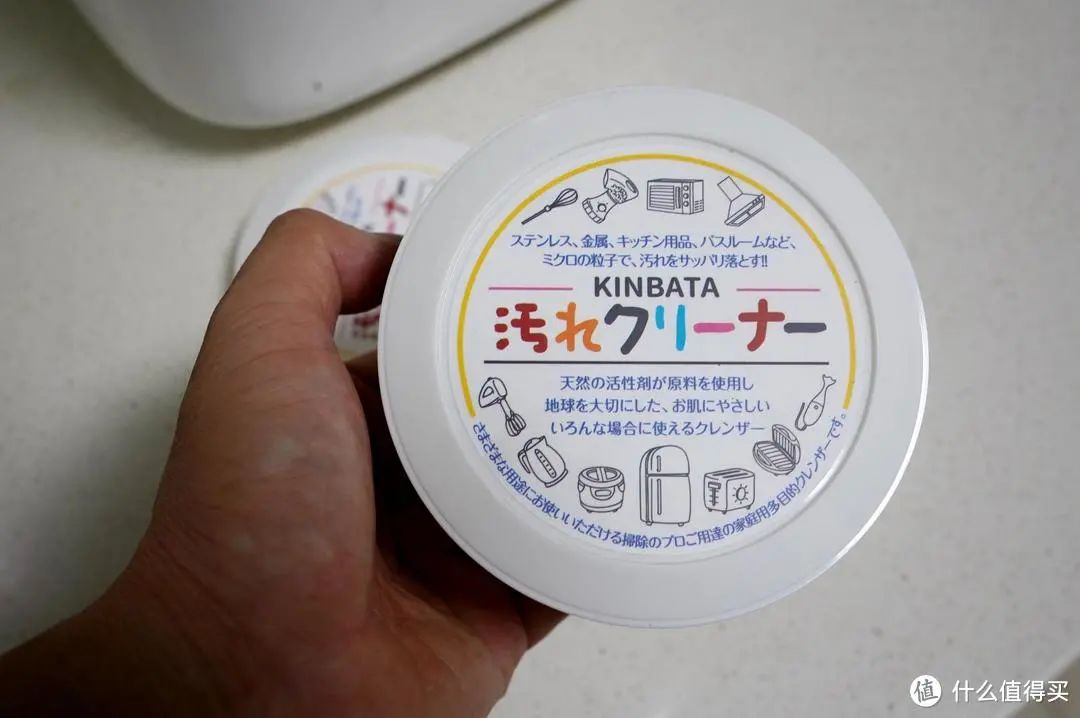 ステンレス、金属、キッチン用品、バスルームなど、
ミクロの粒子で、汚れをサッパリ落とす!!
KINBATA
汚れクリーナー
天然の活性剤が原料を使用し
地球を大切にした、お肌にやさしい
いろんな場合に使えるクレンザー
さまざまな用途にお使いいただける掃除のプロご用達の家庭用多目的クレンザーです。
值 什么值得买